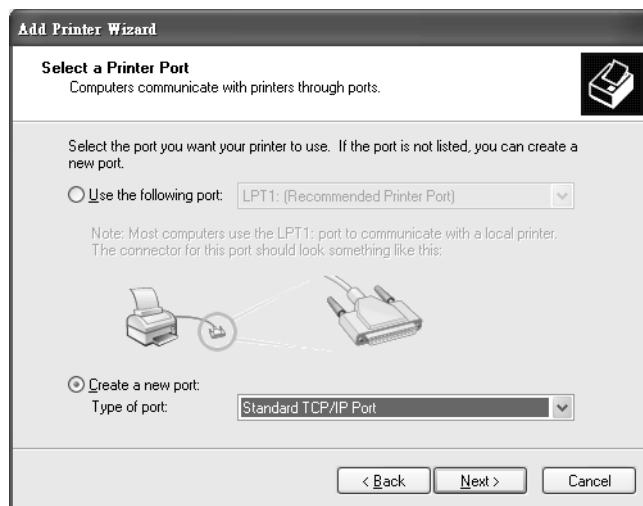 Add Printer Wizard
Select a Printer Port
Computers communicate with printers through ports.
Select the port you want your printer to use. If the port is not listed, you can create a
new port.
Use the following port: LPT1: (Recommended Printer Port)
Note: Most computers use the LPT1: port to communicate with a local printer.
The connector for this port should look something like this:
Create a new port:
Type of port: Standard TCP/IP Port
< Back Next > Cancel